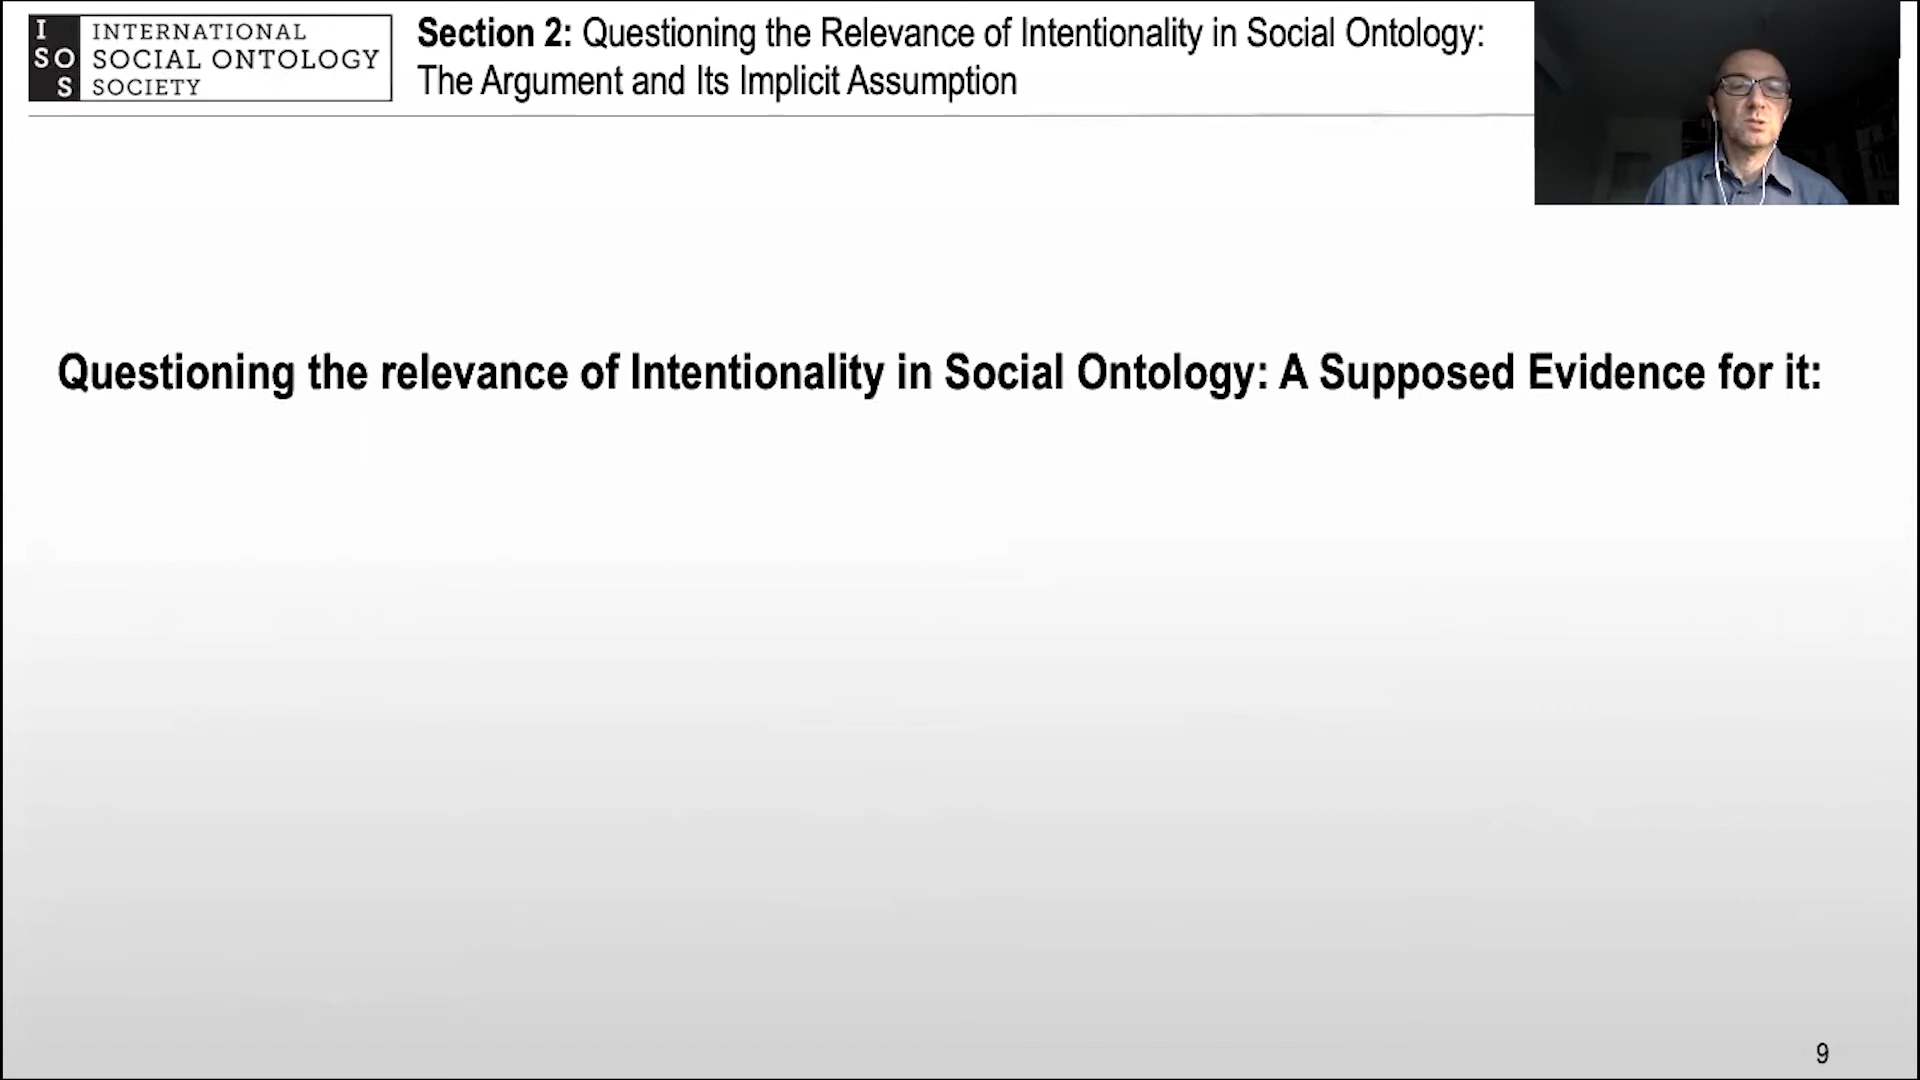 I
SO
S
INTERNATIONAL
SOCIAL ONTOLOGY
SOCIETY
Section 2: Questioning the Relevance of Intentionality in Social Ontology:
The Argument and Its Implicit Assumption
Questioning the relevance of Intentionality in Social Ontology: A Supposed Evidence for it:
9